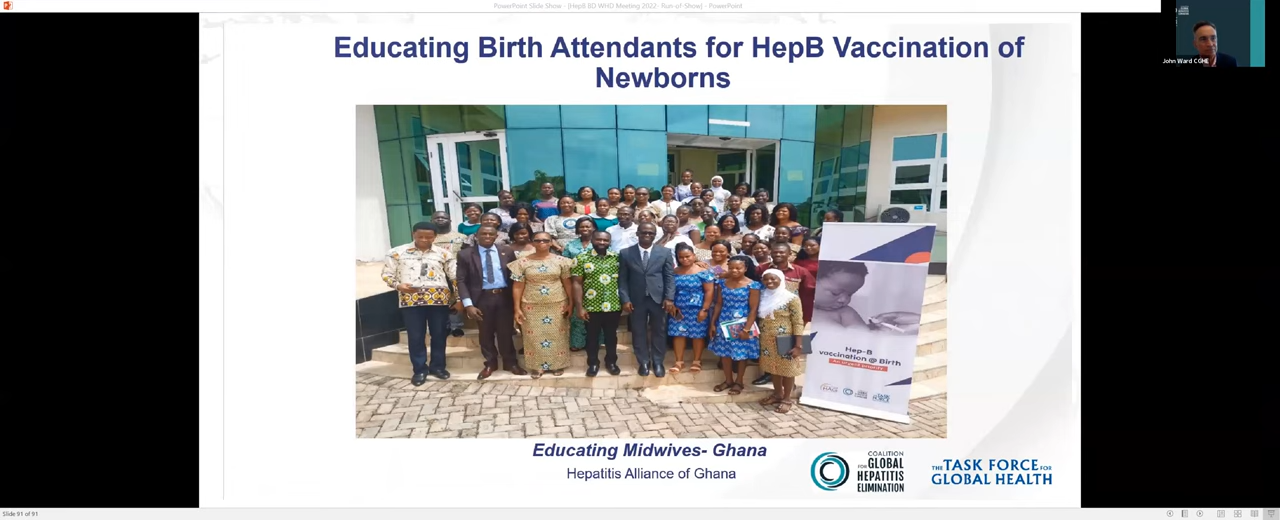 PowerPoint Slide Show - [HepB BD WHD Meeting 2022- Run-of-Show] - PowerPoint
John Ward CGHE
Educating Birth Attendants for HepB Vaccination of
Newborns
Hep-B
vaccination @ Birth
Educating Midwives- Ghana
Hepatitis Alliance of Ghana
COALITION
FOR GLOBAL
HEPATITIS
ELIMINATION
THE TASK FORCE FOR
GLOBAL HEALTH
Slide 91 of 91